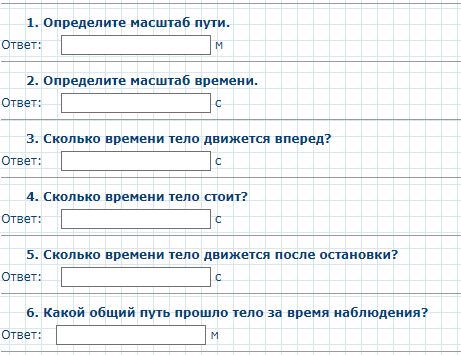 1. Определите масштаб пути.
Ответ: м
2. Определите масштаб времени.
Ответ: с
3. Сколько времени тело движется вперед?
Ответ: с
4. Сколько времени тело стоит?
Ответ: с
5. Сколько времени тело движется после остановки?
Ответ: с
6. Какой общий путь прошло тело за время наблюдения?
Ответ: м